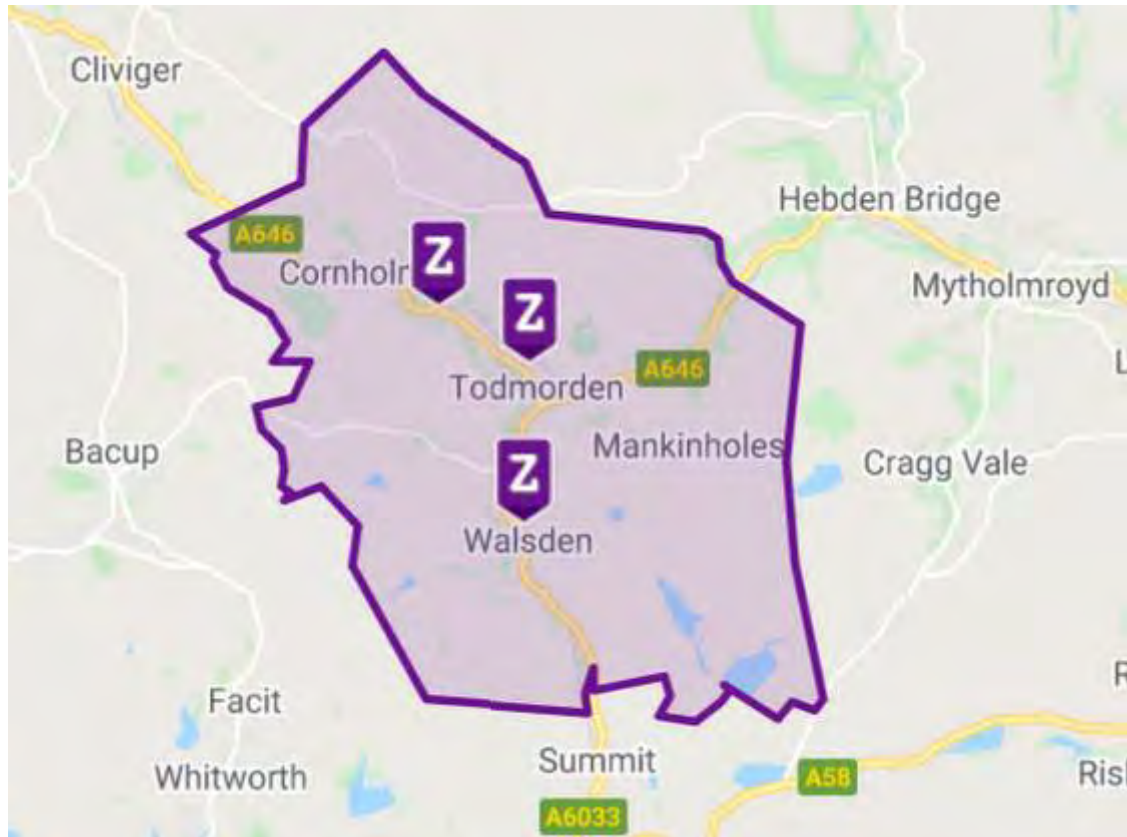 Cliviger
Hebden Bridge
A646
Z
Cornholr
Mytholmroyd
Z
A646
L
Todmorden
Mankinholes
Bacup
Z
Cragg Vale
Walsden
R
Facit
Summit
Whitworth
A58
Ris
A6033